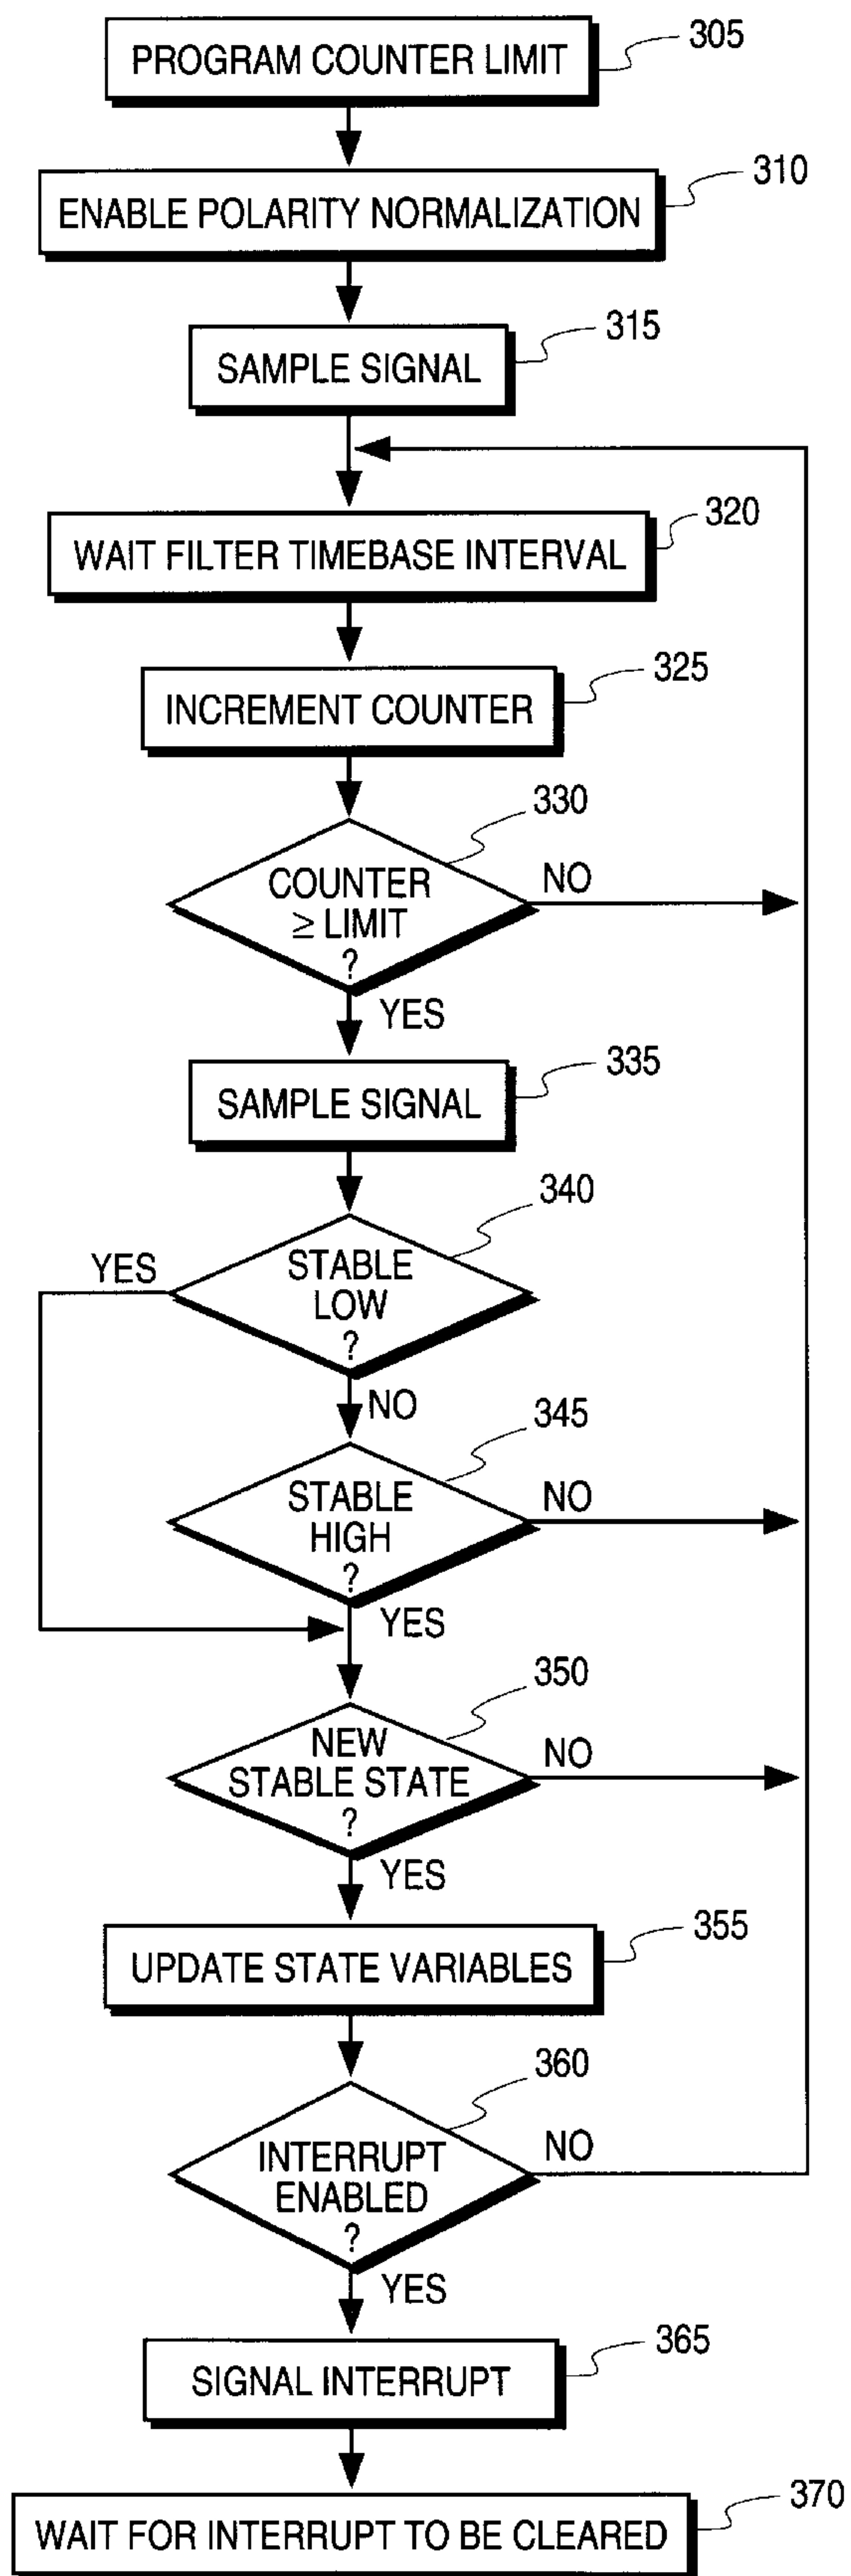 PROGRAM COUNTER LIMIT
305
ENABLE POLARITY NORMALIZATION
310
SAMPLE SIGNAL
315
WAIT FILTER TIMEBASE INTERVAL
320
INCREMENT COUNTER
325
330
COUNTER
≥ LIMIT
?
NO
YES
SAMPLE SIGNAL
335
340
STABLE
LOW
?
YES
NO
345
STABLE
HIGH
?
NO
YES
350
NEW
STABLE STATE
?
NO
YES
UPDATE STATE VARIABLES
355
360
INTERRUPT
ENABLED
?
NO
YES
SIGNAL INTERRUPT
365
WAIT FOR INTERRUPT TO BE CLEARED
370